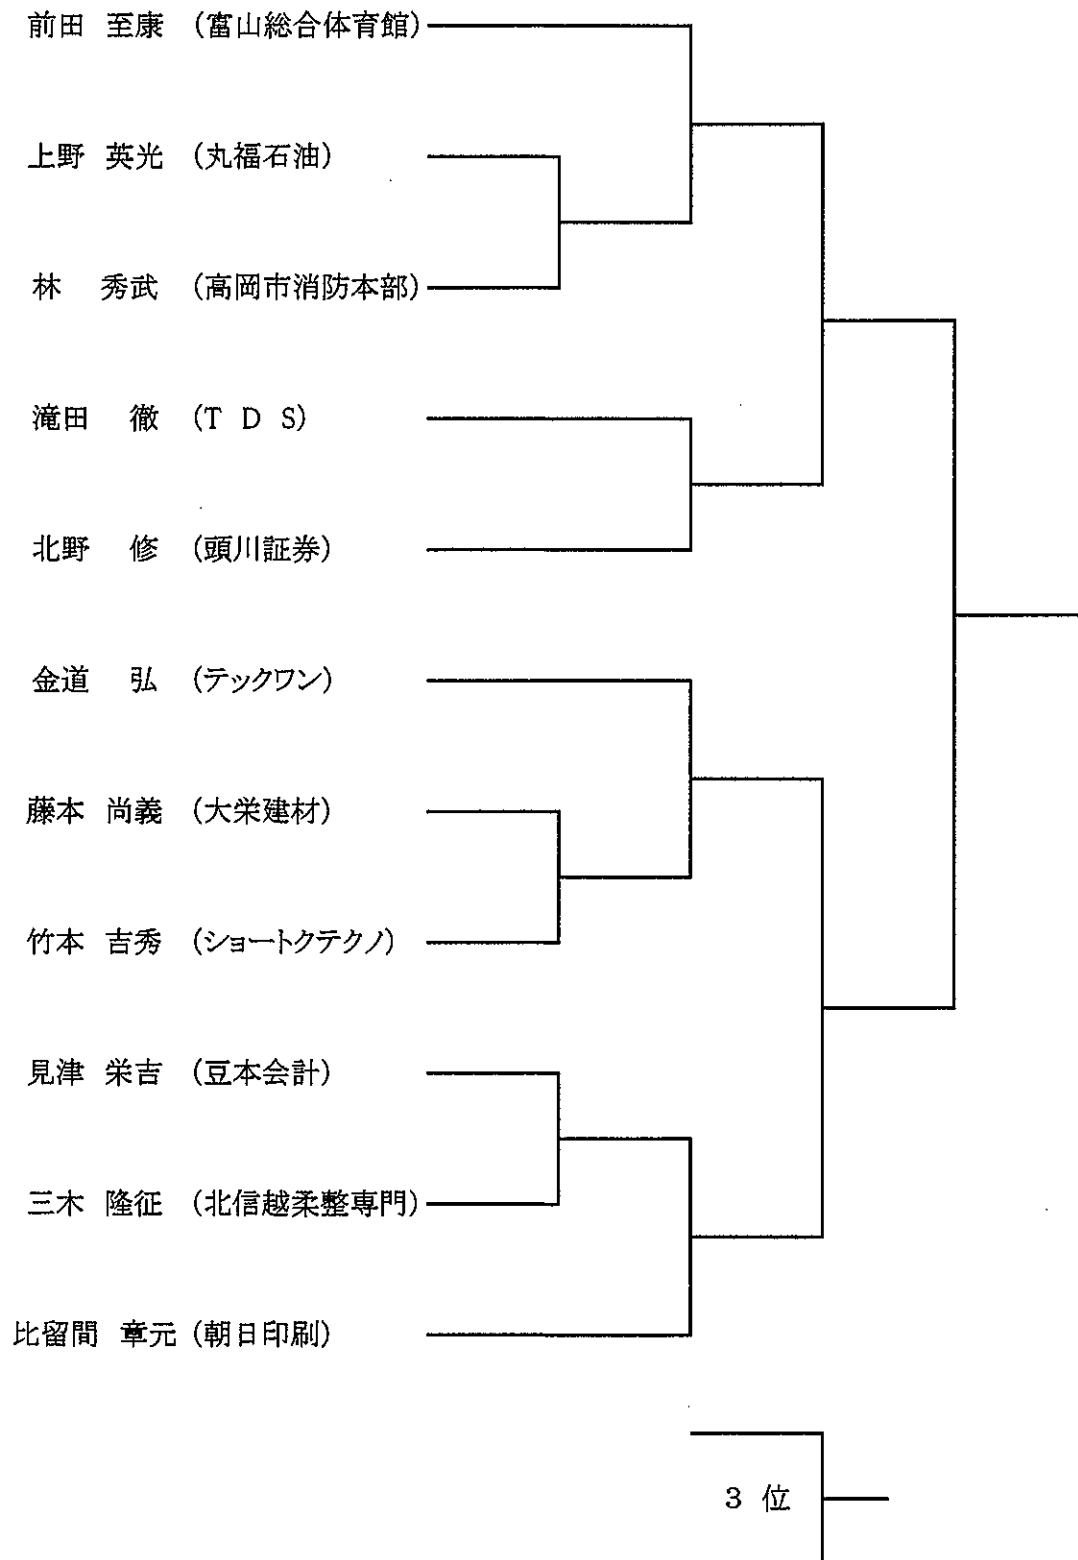 前田 至康 (富山総合体育館)
上野 英光 (丸福石油)
林 秀武 (高岡市消防本部)
滝田 徹 (T D S)
北野 修 (頭川証券)
金道 弘 (テックワン)
藤本 尚義 (大栄建材)
竹本 吉秀 (ショートクテクノ)
見津 栄吉 (豆本会計)
三木 隆征 (北信越柔整専門)
比留間 章元 (朝日印刷)
3 位